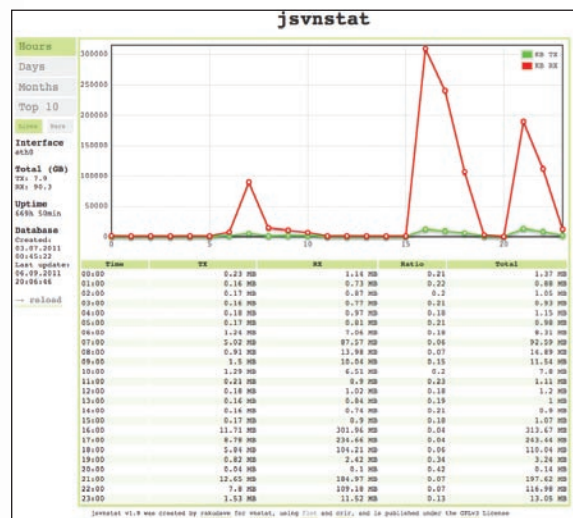 jsvnstat
Hours
Days
Months
Top 10
Lines Bars
Interface
eth0
Total (GB)
TX: 7.9
RX: 90.3
Uptime
669h 50min
Database
Created:
03.07.2011
00:45:22
Last update:
06.09.2011
20:06:46
→ reload
300000
250000
200000
150000
100000
50000
0
0 5 10 15 20
KB TX
KB RX
Time TX RX Ratio Total
00:00 0.23 MB 1.14 MB 0.21 1.37 MB
01:00 0.16 MB 0.73 MB 0.22 0.88 MB
02:00 0.17 MB 0.87 MB 0.2 1.05 MB
03:00 0.16 MB 0.77 MB 0.21 0.93 MB
04:00 0.18 MB 0.97 MB 0.18 1.15 MB
05:00 0.17 MB 0.81 MB 0.21 0.98 MB
06:00 1.24 MB 7.06 MB 0.18 8.31 MB
07:00 5.02 MB 87.57 MB 0.06 92.59 MB
08:00 0.91 MB 13.98 MB 0.07 14.89 MB
09:00 1.5 MB 10.04 MB 0.15 11.54 MB
10:00 1.29 MB 6.51 MB 0.2 7.8 MB
11:00 0.21 MB 0.9 MB 0.23 1.11 MB
12:00 0.18 MB 1.02 MB 0.18 1.2 MB
13:00 0.16 MB 0.84 MB 0.19 1 MB
14:00 0.16 MB 0.74 MB 0.21 0.9 MB
15:00 0.17 MB 0.9 MB 0.18 1.07 MB
16:00 11.71 MB 301.96 MB 0.04 313.67 MB
17:00 8.78 MB 234.66 MB 0.04 243.44 MB
18:00 5.84 MB 104.21 MB 0.06 110.04 MB
19:00 0.82 MB 2.42 MB 0.34 3.24 MB
20:00 0.04 MB 0.1 MB 0.42 0.14 MB
21:00 12.65 MB 184.97 MB 0.07 197.62 MB
22:00 7.8 MB 109.18 MB 0.07 116.98 MB
23:00 1.53 MB 11.52 MB 0.13 13.05 MB
jsvnstat v1.0 was created by rakudave for vnstat, using flot and and is published under the GPLv3 License